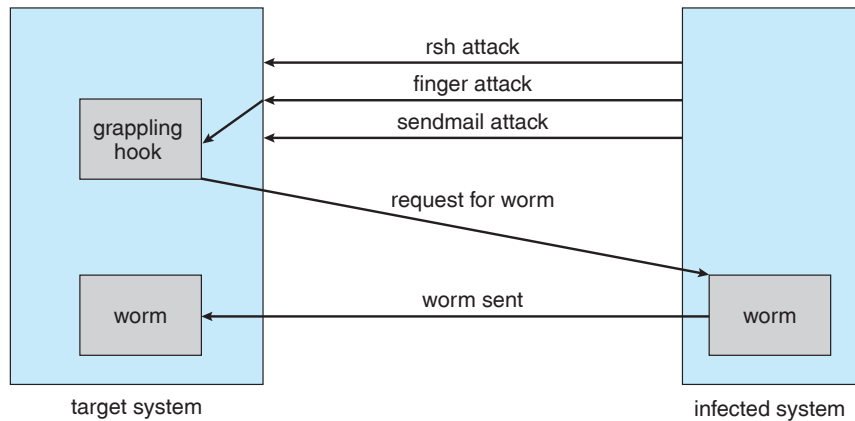 rsh attack
finger attack
grappling
hook
sendmail attack
request for worm
worm
worm sent
worm
target system
infected system